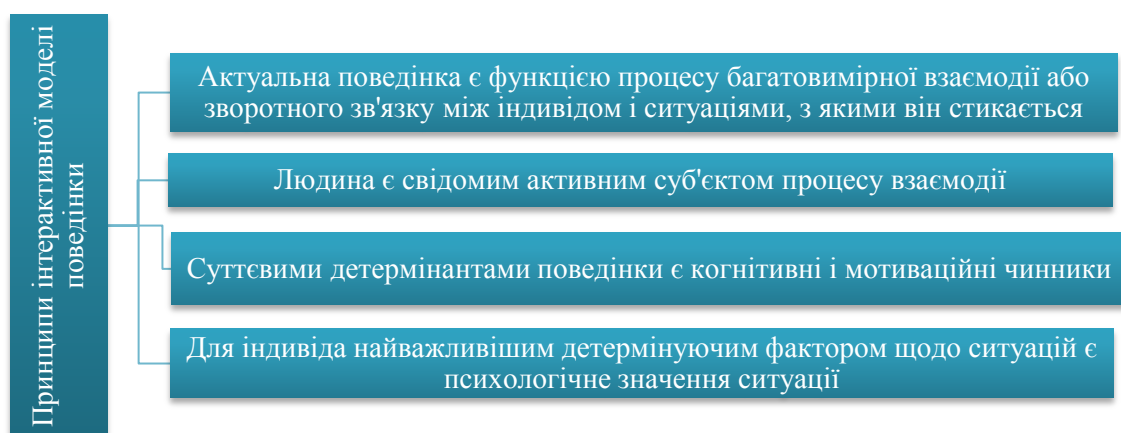 Принципи інтерактивної моделі
поведінки
Актуальна поведінка є функцією процесу багатовимірної взаємодії або
зворотного зв'язку між індивідом і ситуаціями, з якими він стикається
Людина є свідомим активним суб'єктом процесу взаємодії
Суттєвими детермінантами поведінки є когнітивні і мотиваційні чинники
Для індивіда найважливішим детермінуючим фактором щодо ситуацій є
психологічне значення ситуації